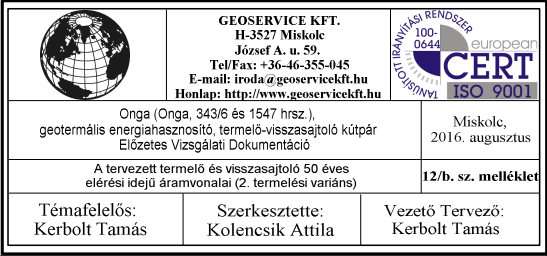 GEOSERVICE KFT.
H-3527 Miskolc
József A. u. 59.
Tel/Fax: +36-46-355-045
E-mail: iroda@geoservicekft.hu
Honlap: http://www.geoservicekft.hu
TANÚSÍTOTT IRANYÍTÁSI RENDSZER
100-
0644
european
CERT
ISO 9001
Onga (Onga, 343/6 és 1547 hrsz.),
geotermális energiahasznosító, termelő-visszasajtoló kútpár
Előzetes Vizsgálati Dokumentáció
Miskolc,
2016. augusztus
A tervezett termelő és visszasajtoló 50 éves
elérési idejű áramvonalai (2. termelési variáns)
12/b. sz. melléklet
Témafelelős:
Kerbolt Tamás
Szerkesztette:
Kolencsik Attila
Vezető Tervező:
Kerbolt Tamás